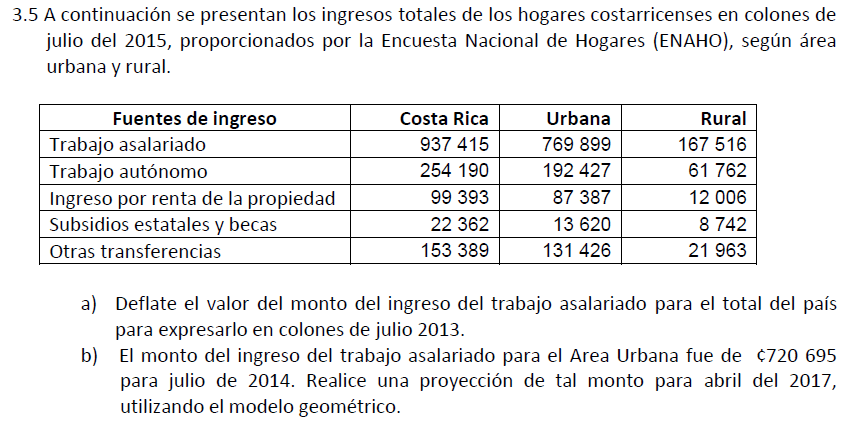 3.5 A continuación se presentan los ingresos totales de los hogares costarricenses en colones de
julio del 2015, proporcionados por la Encuesta Nacional de Hogares (ENAHO), según área
urbana y rural.
Fuentes de ingreso Costa Rica Urbana Rural
Trabajo asalariado 937 415 769 899 167 516
Trabajo autónomo 254 190 192 427 61 762
Ingreso por renta de la propiedad 99 393 87 387 12 006
Subsidios estatales y becas 22 362 13 620 8 742
Otras transferencias 153 389 131 426 21 963
a) Deflate el valor del monto del ingreso del trabajo asalariado para el total del país
para expresarlo en colones de julio 2013.
b) El monto del ingreso del trabajo asalariado para el Area Urbana fue de ¢720 695
para julio de 2014. Realice una proyección de tal monto para abril del 2017,
utilizando el modelo geométrico.